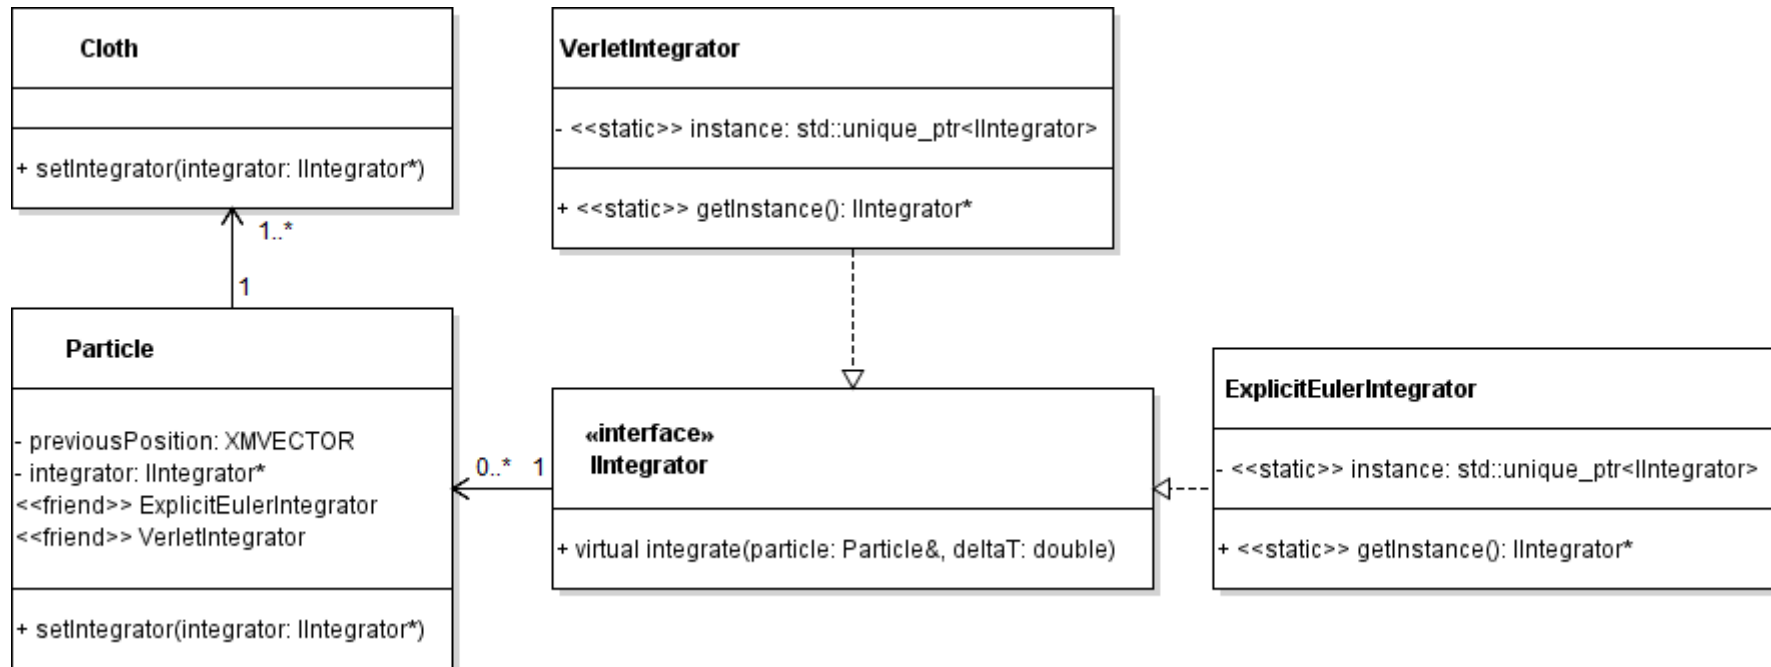 Cloth
+ setIntegrator(integrator: IIntegrator*)
1..*
1
Particle
- previousPosition: XMVECTOR
- integrator: IIntegrator*
<<friend>> ExplicitEulerIntegrator
<<friend>> VerletIntegrator
+ setIntegrator(integrator: IIntegrator*)
0..* 1
VerletIntegrator
- <<static>> instance: std::unique_ptr<IIntegrator>
+ <<static>> getInstance(): IIntegrator*
«interface»
IIntegrator
+ virtual integrate(particle: Particle&, deltaT: double)
ExplicitEulerIntegrator
- <<static>> instance: std::unique_ptr<IIntegrator>
+ <<static>> getInstance(): IIntegrator*